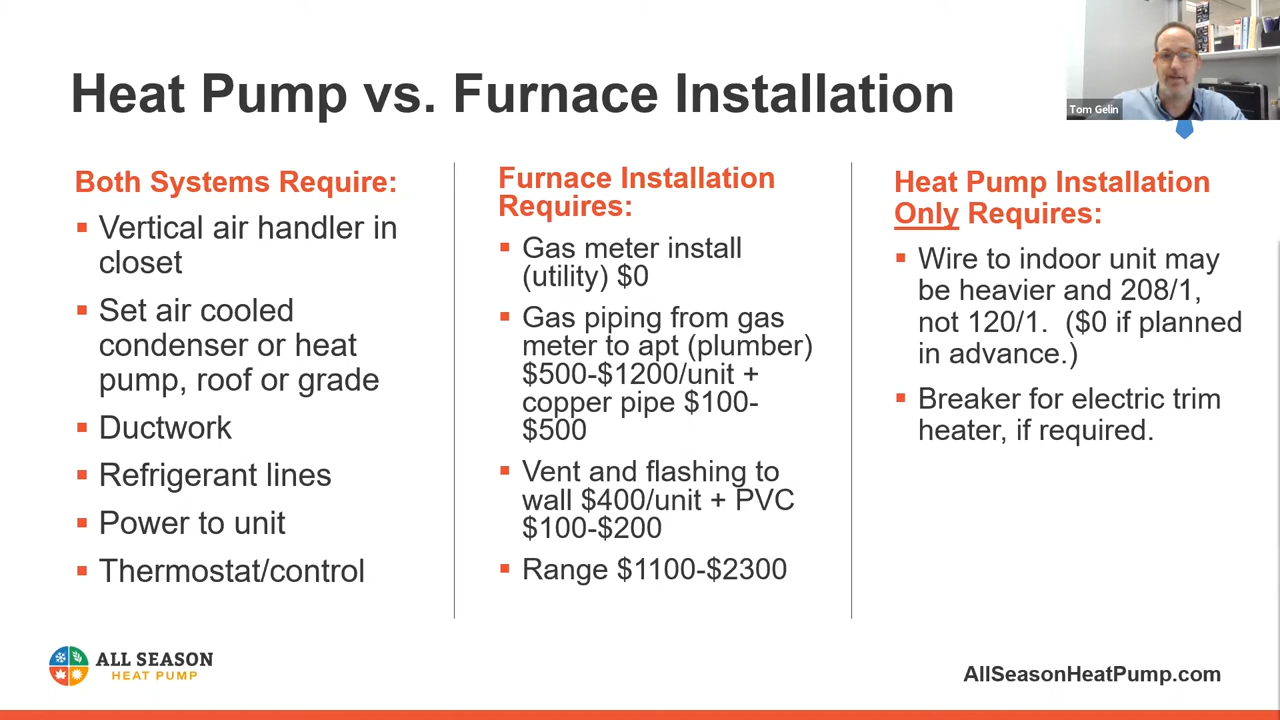 Heat Pump vs. Furnace Installation
Tom Gelin
Both Systems Require:
▪ Vertical air handler in
closet
▪ Set air cooled
condenser or heat
pump, roof or grade
▪ Ductwork
▪ Refrigerant lines
▪ Power to unit
▪ Thermostat/control
Furnace Installation
Requires:
▪ Gas meter install
(utility) $0
▪ Gas piping from gas
meter to apt (plumber)
$500-$1200/unit +
copper pipe $100-
$500
▪ Vent and flashing to
wall $400/unit + PVC
$100-$200
▪ Range $1100-$2300
Heat Pump Installation
Only Requires:
▪ Wire to indoor unit may
be heavier and 208/1,
not 120/1.  ($0 if planned
in advance.)
▪ Breaker for electric trim
heater, if required.
ALL SEASON
HEAT PUMP
AllSeasonHeatPump.com